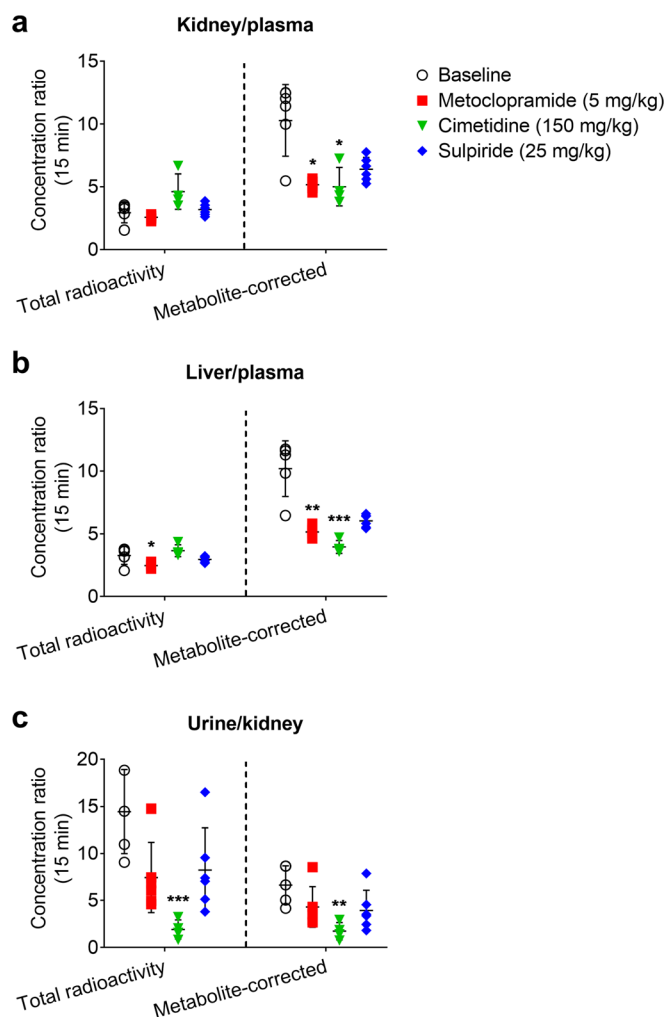 a
Kidney/plasma
Concentration ratio
(15 min)
15
10
5
0
*
*
Total radioactivity
Metabolite-corrected
Baseline
Metoclopramide (5 mg/kg)
Cimetidine (150 mg/kg)
Sulpiride (25 mg/kg)
b
Liver/plasma
Concentration ratio
(15 min)
15
10
5
0
*
**
***
Total radioactivity
Metabolite-corrected
c
Urine/kidney
Concentration ratio
(15 min)
20
15
10
5
0
***
**
Total radioactivity
Metabolite-corrected